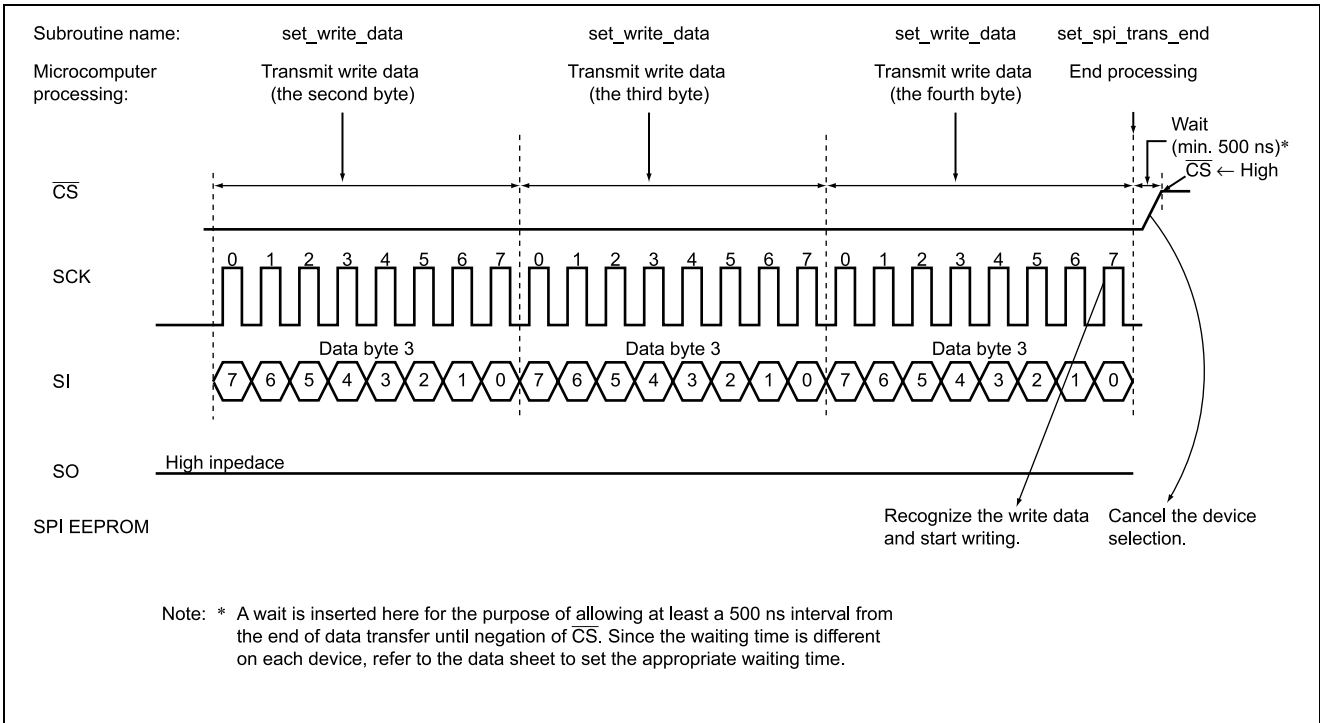 Subroutine name: set_write_data set_write_data set_write_data set_spi_trans_end
Microcomputer Transmit write data Transmit write data Transmit write data End processing
processing: (the second byte) (the third byte) (the fourth byte)
Wait
(min. 500 ns)*
CS ← High
CS
0 1 2 3 4 5 6 7 0 1 2 3 4 5 6 7 0 1 2 3 4 5 6 7
SCK
Data byte 3 Data byte 3 Data byte 3
SI 7 6 5 4 3 2 1 0 7 6 5 4 3 2 1 0 7 6 5 4 3 2 1 0
SO High inpedace
Recognize the write data Cancel the device
SPI EEPROM and start writing. selection.
Note: * A wait is inserted here for the purpose of allowing at least a 500 ns interval from
the end of data transfer until negation of CS. Since the waiting time is different
on each device, refer to the data sheet to set the appropriate waiting time.